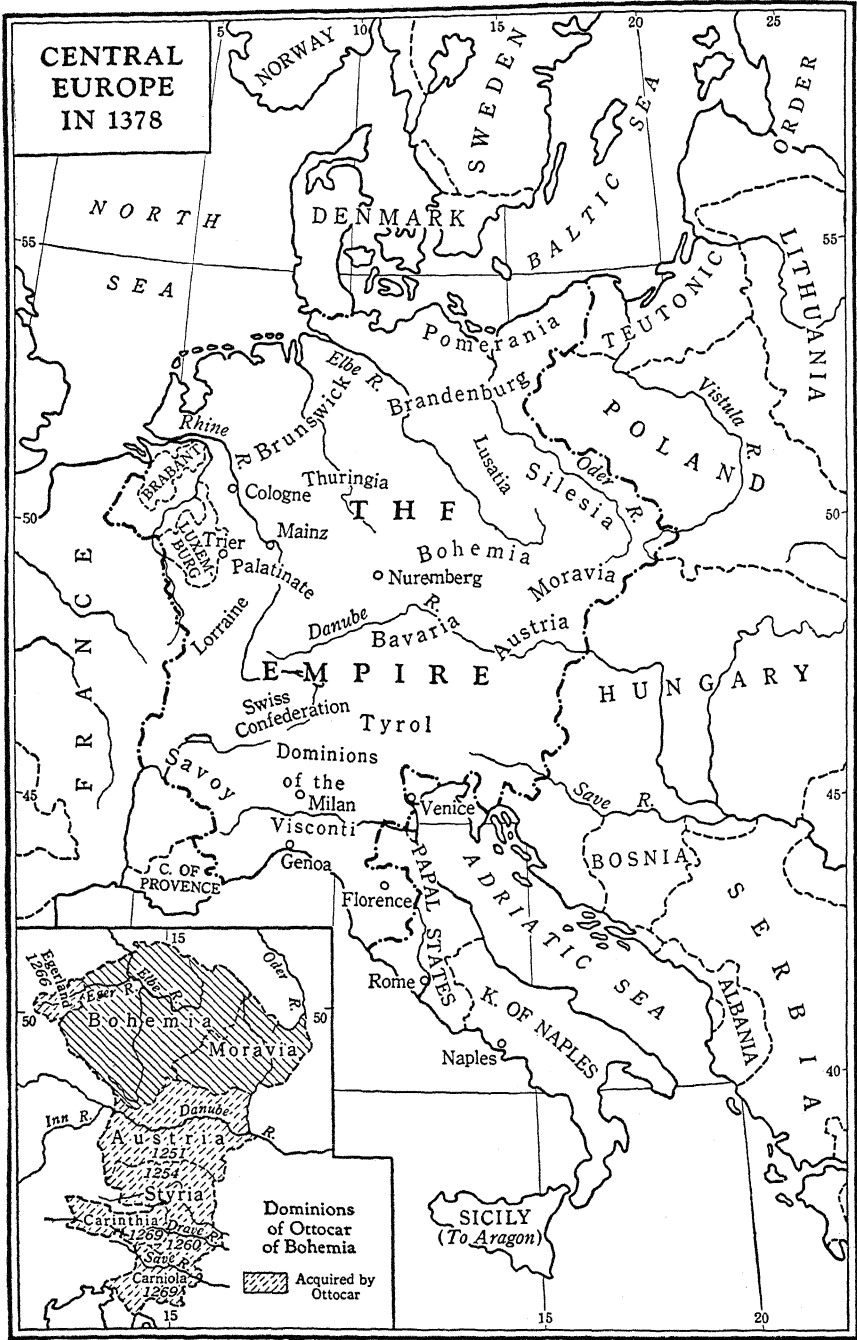 CENTRAL
EUROPE
IN 1378
5
10
15
20
25
NORWAY
SWEDEN
BALTIC SEA
ORDER
NORTH
SEA
DENMARK
55
55
LITHUANIA
TEUTONIC
Pomerania
Elbe R.
Brandenburg
Brunswick
Vistula R.
POLAND
Rhine R.
BRABANT
Cologne
Thuringia
Lusatia
Silesia
Oder R.
50
50
THE
LUXEM
BURG
Trier
Mainz
Palatinate
Bohemia
Nuremberg
Moravia
FRANCE
Lorraine
Danube R.
Bavaria
Austria
EMPIRE
HUNGARY
Swiss
Confederation
Tyrol
Savoy
Dominions
of the
Milan
Visconti
45
45
Venice
Save R.
Genoa
C. OF
PROVENCE
BOSNIA
SERBIA
ADRIATIC SEA
PAPAL STATES
Florence
Rome
K. OF NAPLES
Naples
ALBANIA
40
SICILY
(To Aragon)
15
20
15
Egerland
1266
Eger R.
Elbe R.
Oder R.
50
50
Bohemia
Moravia
Inn R.
Danube R.
Austria
1251
1254
Styria
Carinthia
1269
Drave R.
1260
Save R.
Carniola
1269
15
Dominions
of Ottocar
of Bohemia
Acquired by
Ottocar